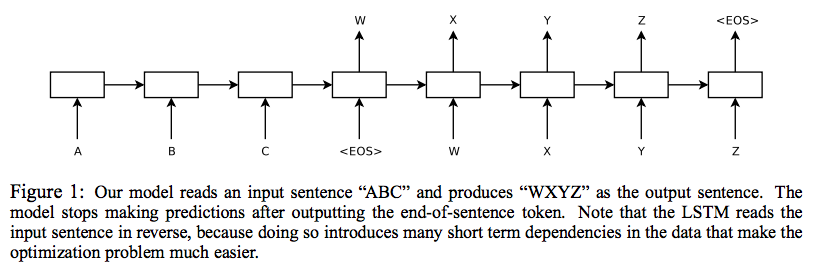 W X Y Z <EOS>
A B C <EOS> W X Y Z
Figure 1: Our model reads an input sentence “ABC” and produces “WXYZ” as the output sentence. The
model stops making predictions after outputting the end-of-sentence token. Note that the LSTM reads the
input sentence in reverse, because doing so introduces many short term dependencies in the data that make the
optimization problem much easier.